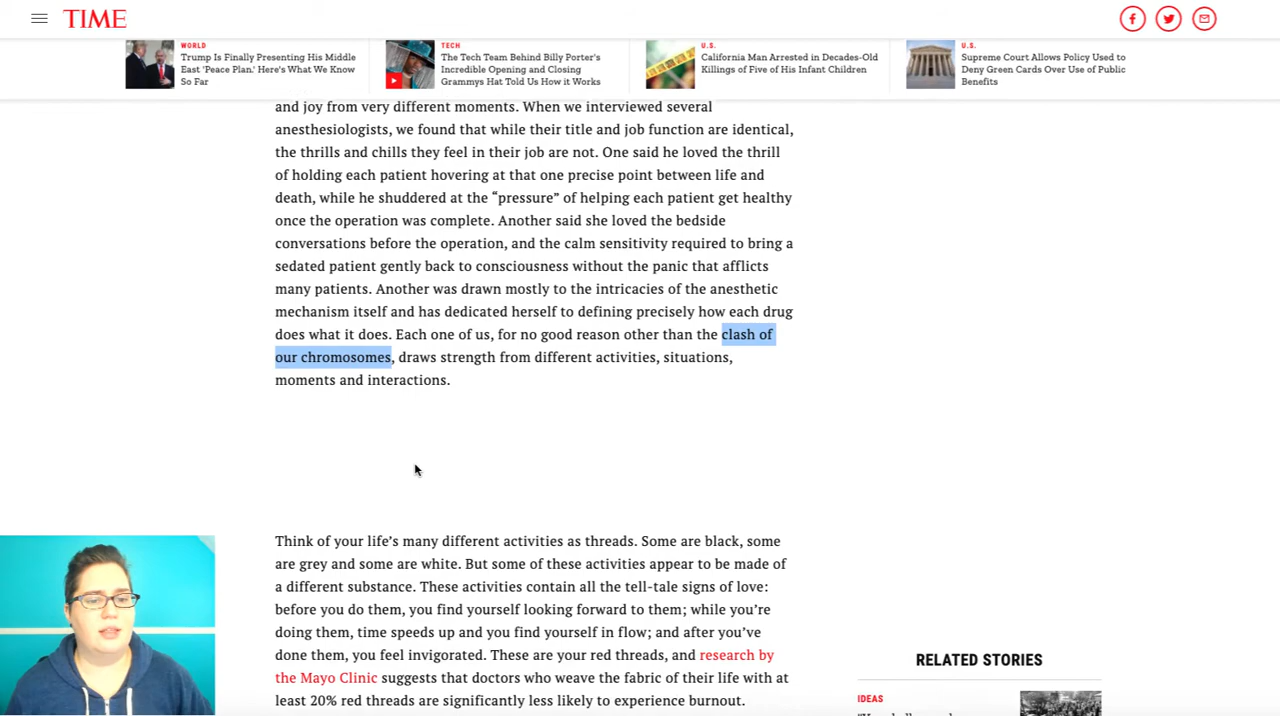 TIME
WORLD
Trump Is Finally Presenting His Middle
East 'Peace Plan.' Here's What We Know
So Far
TECH
The Tech Team Behind Billy Porter's
Incredible Opening and Closing
Grammys Hat Told Us How it Works
U.S.
California Man Arrested in Decades-Old
Killings of Five of His Infant Children
U.S.
Supreme Court Allows Policy Used to
Deny Green Cards Over Use of Public
Benefits
and joy from very different moments. When we interviewed several
anesthesiologists, we found that while their title and job function are identical,
the thrills and chills they feel in their job are not. One said he loved the thrill
of holding each patient hovering at that one precise point between life and
death, while he shuddered at the “pressure” of helping each patient get healthy
once the operation was complete. Another said she loved the bedside
conversations before the operation, and the calm sensitivity required to bring a
sedated patient gently back to consciousness without the panic that afflicts
many patients. Another was drawn mostly to the intricacies of the anesthetic
mechanism itself and has dedicated herself to defining precisely how each drug
does what it does. Each one of us, for no good reason other than the clash of
our chromosomes, draws strength from different activities, situations,
moments and interactions.
Think of your life’s many different activities as threads. Some are black, some
are grey and some are white. But some of these activities appear to be made of
a different substance. These activities contain all the tell-tale signs of love:
before you do them, you find yourself looking forward to them; while you’re
doing them, time speeds up and you find yourself in flow; and after you’ve
done them, you feel invigorated. These are your red threads, and research by
the Mayo Clinic suggests that doctors who weave the fabric of their life with at
least 20% red threads are significantly less likely to experience burnout.
RELATED STORIES
IDEAS